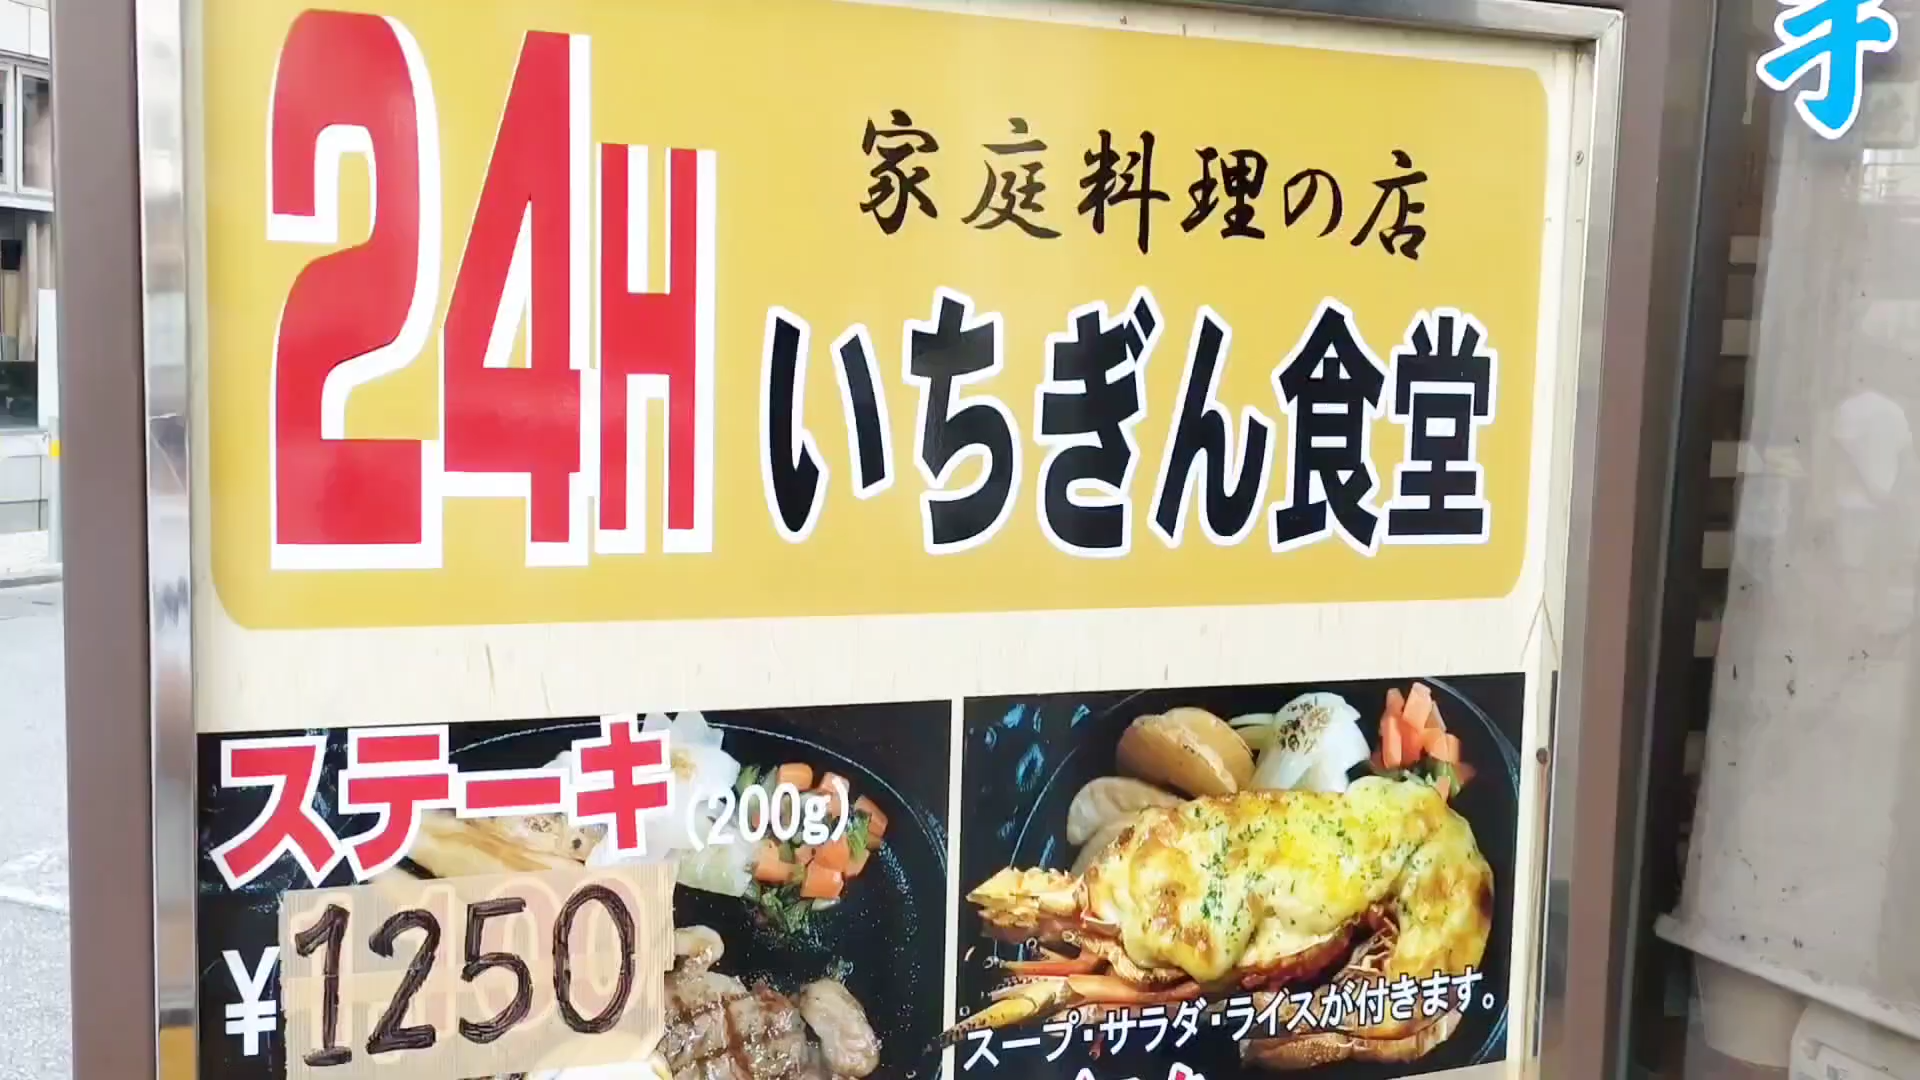 24H
家庭料理の店
いちぎん食堂
ステーキ(200g)
¥1250
スープ・サラダ・ライスが付きます。